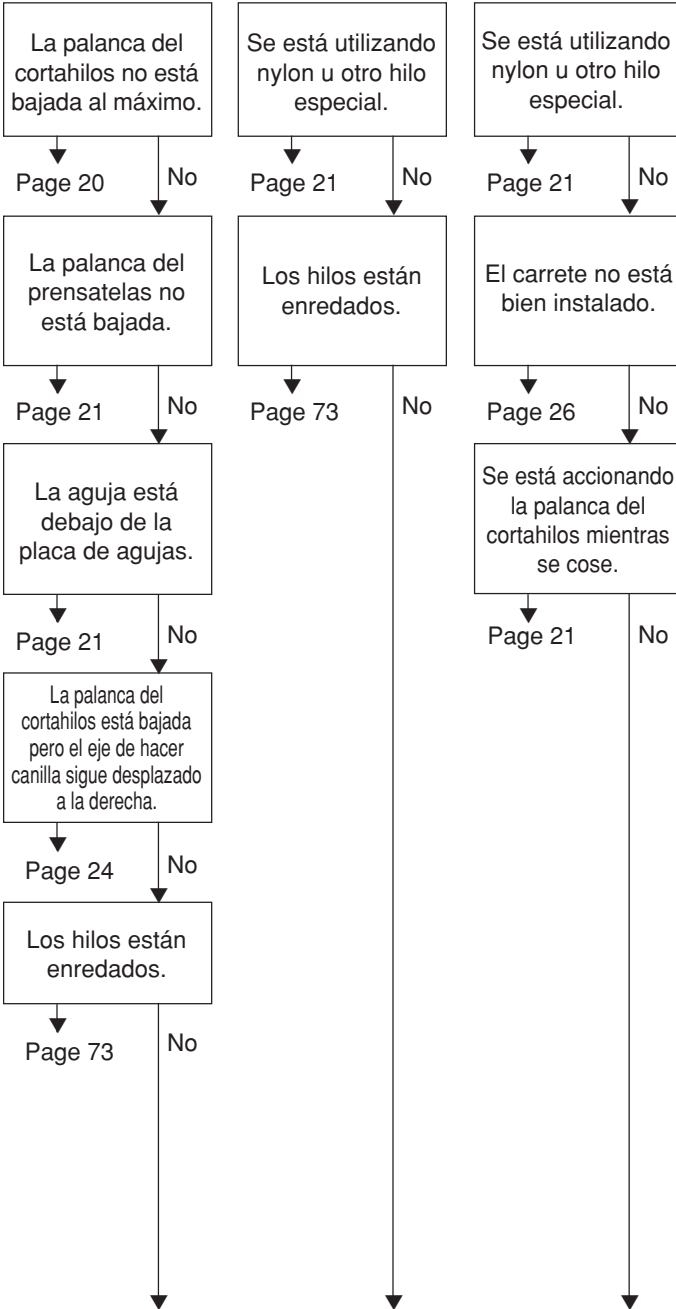 La palanca del
cortahilos no está
bajada al máximo.
Page 20
No
La palanca del
prensatelas no
está bajada.
Page 21
No
La aguja está
debajo de la
placa de agujas.
Page 21
No
La palanca del
cortahilos está bajada
pero el eje de hacer
canilla sigue desplazado
a la derecha.
Page 24
No
Los hilos están
enredados.
Page 73
No
Se está utilizando
nylon u otro hilo
especial.
Page 21
No
Los hilos están
enredados.
Page 73
No
Se está utilizando
nylon u otro hilo
especial.
Page 21
No
El carrete no está
bien instalado.
Page 26
No
Se está accionando
la palanca del
cortahilos mientras
se cose.
Page 21
No